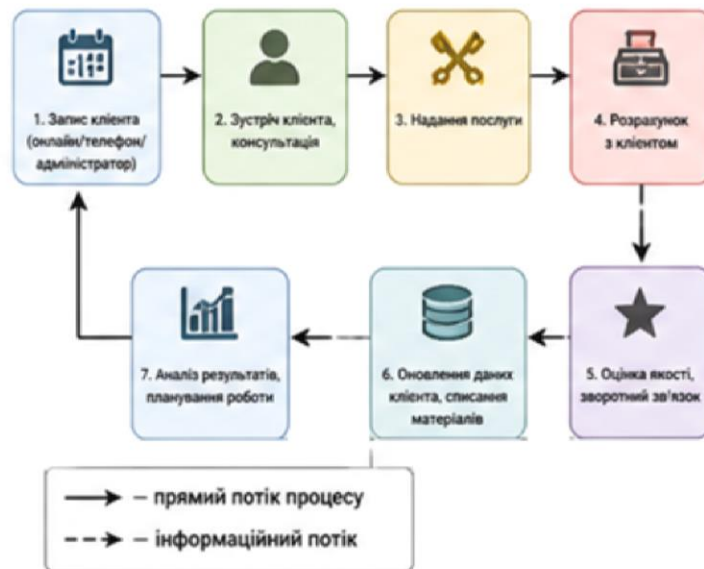 1. Запис клієнта
(онлайн/телефон/
адміністратор)
2. Зустріч клієнта,
консультація
3. Надання послуги
4. Розрахунок
з клієнтом
7. Аналіз результатів,
планування роботи
6. Оновлення даних
клієнта, списання
матеріалів
5. Оцінка якості,
зворотний зв'язок
– прямий потік процесу
– інформаційний потік